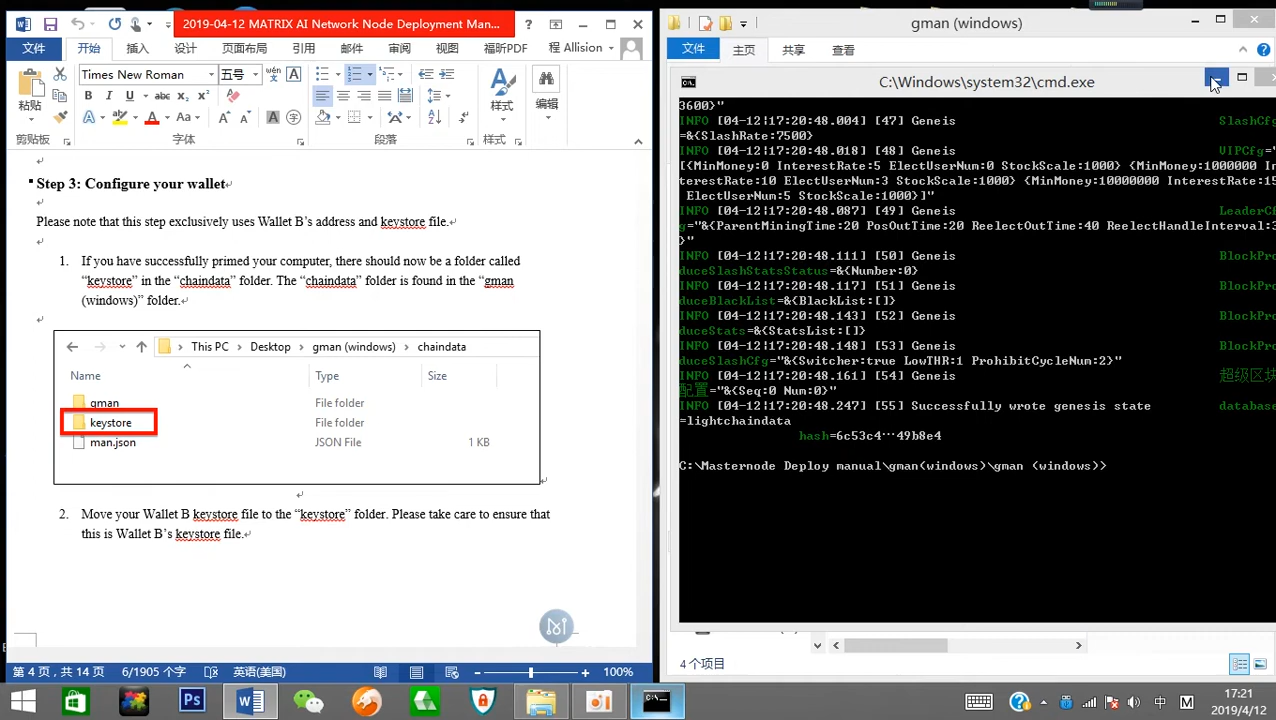 2019-04-12 MATRIX AI Network Node Deployment Man...
文件 开始 插入 设计 页面布局 引用 邮件 审阅 视图 福昕PDF 程 Allision
Times New Roman 五号
粘贴 样式 编辑
剪贴板 字体 段落 样式
Step 3: Configure your wallet
Please note that this step exclusively uses Wallet B's address and keystore file.
1. If you have successfully primed your computer, there should now be a folder called
“keystore” in the “chaindata” folder. The “chaindata” folder is found in the “gman
(windows)” folder.
This PC Desktop gman (windows) chaindata
Name Type Size
gman File folder
keystore File folder
man.json JSON File 1 KB
2. Move your Wallet B keystore file to the “keystore” folder. Please take care to ensure that
this is Wallet B's keystore file.
第 4 页，共 14 页 6/1905 个字 英语(美国) 100%
gman (windows)
文件 主页 共享 查看
C:\Windows\system32\cmd.exe
3600}"
INFO [04-12|17:20:48.004] [47] Geneis SlashCfg
=&{SlashRate:7500}
INFO [04-12|17:20:48.018] [48] Geneis VIPCfg="
[{MinMoney:0 InterestRate:5 ElectUserNum:0 StockScale:1000} {MinMoney:1000000 In
terestRate:10 ElectUserNum:3 StockScale:1000} {MinMoney:10000000 InterestRate:15
ElectUserNum:5 StockScale:1000}]"
INFO [04-12|17:20:48.087] [49] Geneis LeaderCf
g="&{ParentMiningTime:20 PosOutTime:20 ReelectOutTime:40 ReelectHandleInterval:3
}"
INFO [04-12|17:20:48.111] [50] Geneis BlockPro
duceSlashStatsStatus=&{Number:0}
INFO [04-12|17:20:48.117] [51] Geneis BlockPro
duceBlackList=&{BlackList:[]}
INFO [04-12|17:20:48.143] [52] Geneis BlockPro
duceStats=&{StatsList:[]}
INFO [04-12|17:20:48.148] [53] Geneis BlockPro
duceSlashCfg="&{Switcher:true LowTHR:1 ProhibitCycleNum:2}"
INFO [04-12|17:20:48.161] [54] Geneis 超级区块
配置="&{Seq:0 Num:0}"
INFO [04-12|17:20:48.247] [55] Successfully wrote genesis state database
=lightchaindata
hash=6c53c4…49b8e4
C:\Masternode Deploy manual\gman(windows)\gman (windows)>
4 个项目
中 M
17:21
2019/4/12